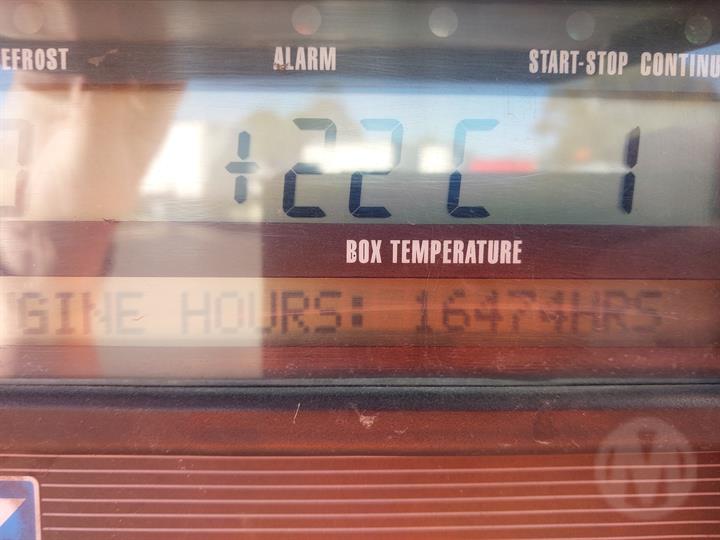 EFROST ALARM START-STOP CONTINU
+22C 1
BOX TEMPERATURE
GINE HOURS: 16474HRS
M